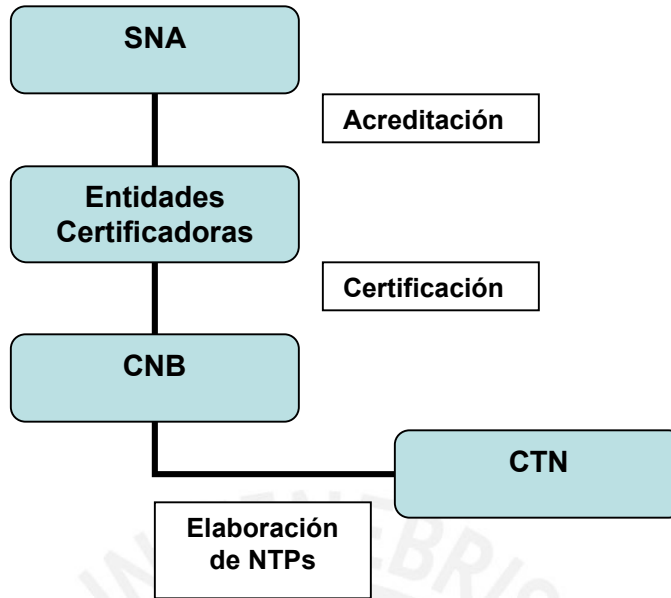 SNA
Acreditación
Entidades
Certificadoras
Certificación
CNB
CTN
Elaboración
de NTPs